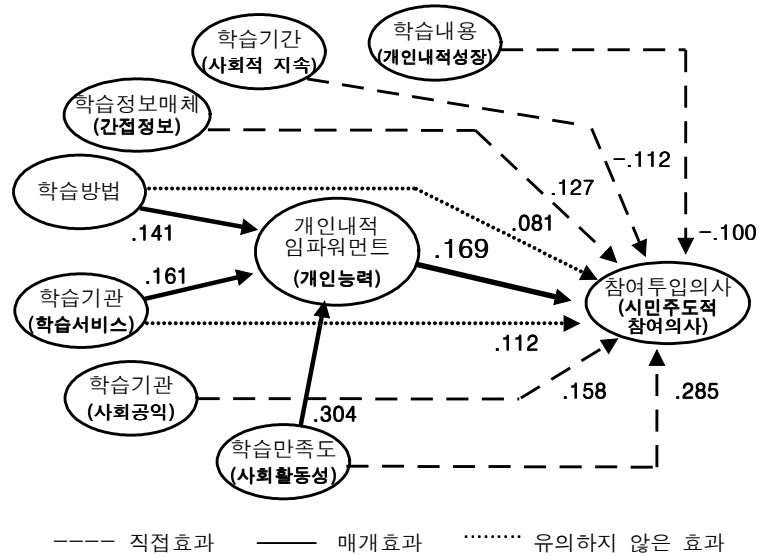 학습기간
(사회적 지속)
학습내용
(개인내적성장)
학습정보매체
(간접정보)
학습방법
개인내적
임파워먼트
(개인능력)
학습기관
(학습서비스)
학습기관
(사회공익)
학습만족도
(사회활동성)
참여투입의사
(시민주도적
참여의사)
-.112
.127
.081
-.100
.141
.169
.161
.112
.158
.285
.304
직접효과
매개효과
유의하지 않은 효과